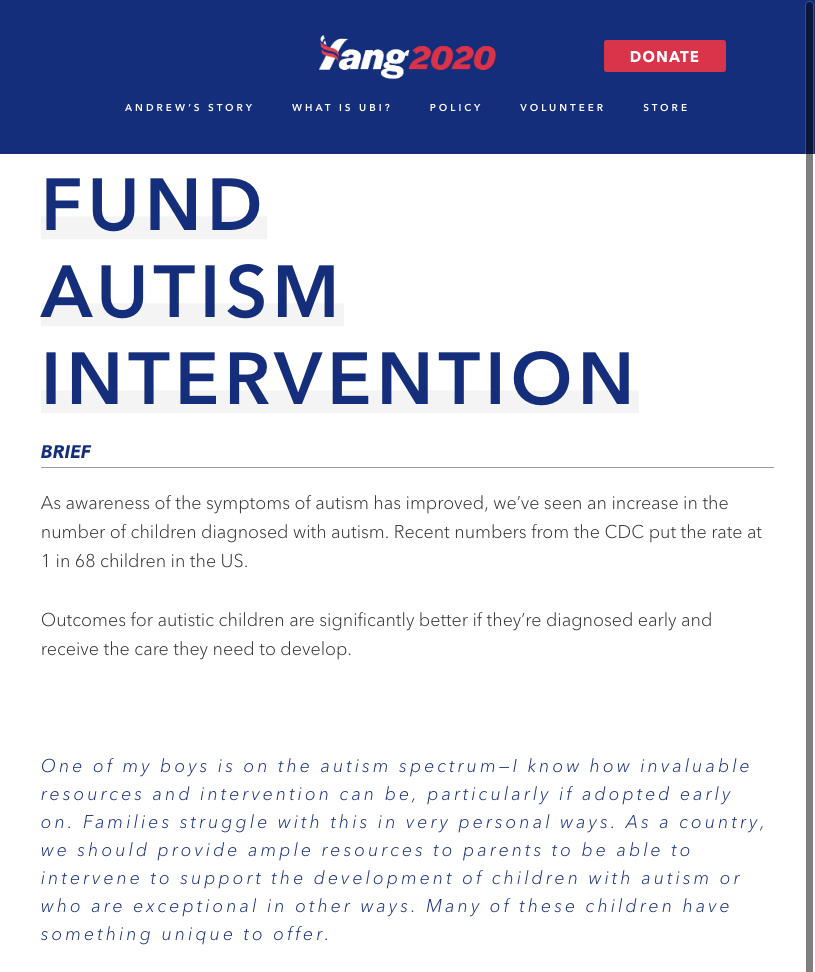 Yang2020
DONATE
ANDREW'S STORY WHAT IS UBI? POLICY VOLUNTEER STORE
FUND
AUTISM
INTERVENTION
BRIEF
As awareness of the symptoms of autism has improved, we've seen an increase in the
number of children diagnosed with autism. Recent numbers from the CDC put the rate at
1 in 68 children in the US.
Outcomes for autistic children are significantly better if they're diagnosed early and
receive the care they need to develop.
One of my boys is on the autism spectrum—I know how invaluable
resources and intervention can be, particularly if adopted early
on. Families struggle with this in very personal ways. As a country,
we should provide ample resources to parents to be able to
intervene to support the development of children with autism or
who are exceptional in other ways. Many of these children have
something unique to offer.